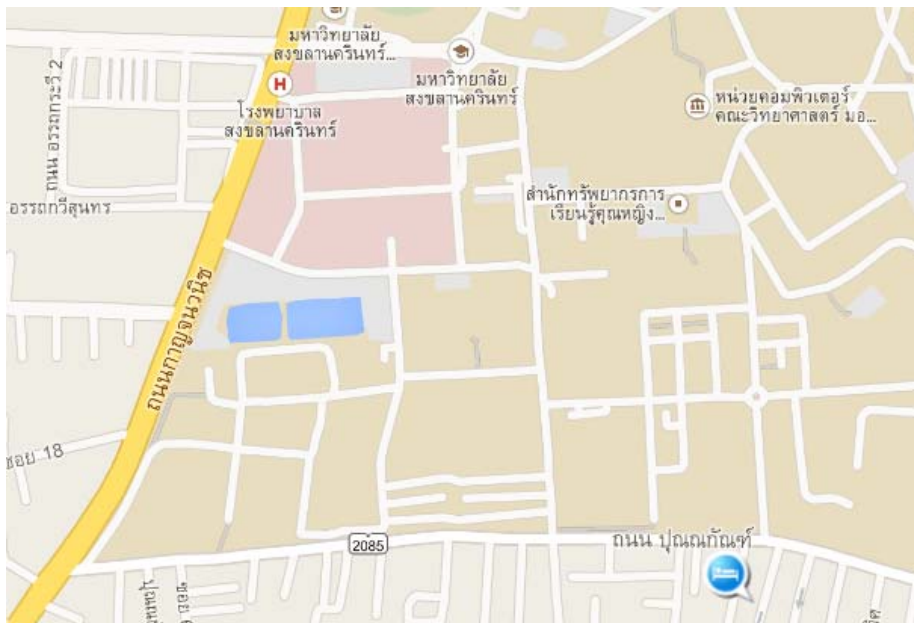 มหาวิทยาลัย
สงขลานครินทร์...
มหาวิทยาลัย
สงขลานครินทร์
H
โรงพยาบาล
สงขลานครินทร์
หน่วยคอมพิวเตอร์
คณะวิทยาศาสตร์ มอ...
ถนน อรรถกระวี 2
สำนักทรัพยากรการ
เรียนรู้คุณหญิง...
อรรถกวีสุนทร
ถนนกาญจนวนิช
ซอย 18
2085
ถนน ปุณณกัณฑ์